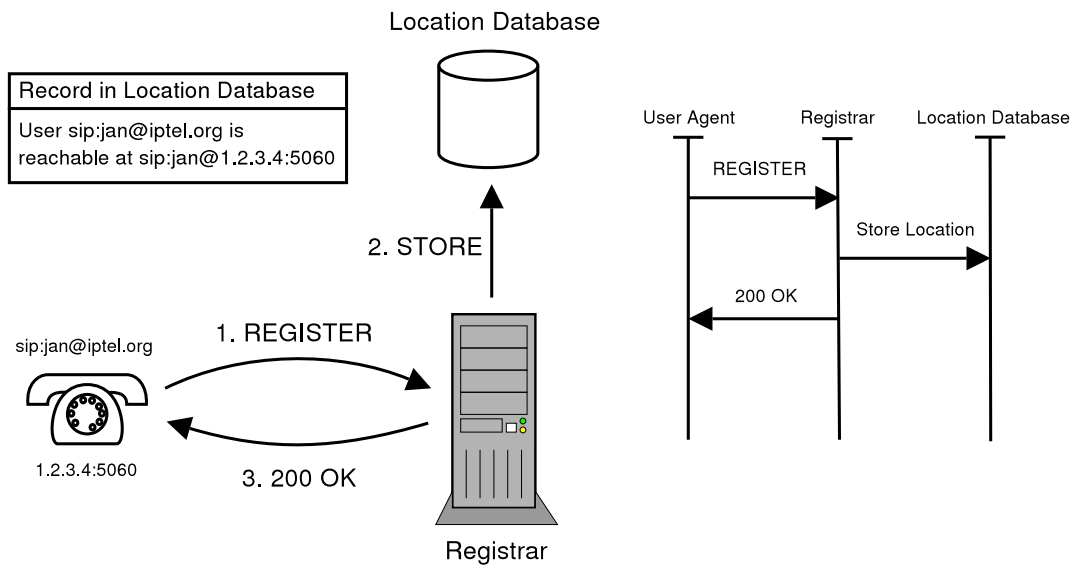 Location Database
Record in Location Database
User sip:jan@iptel.org is
reachable at sip:jan@1.2.3.4:5060
2. STORE
1. REGISTER
sip:jan@iptel.org
1.2.3.4:5060
3. 200 OK
Registrar
User Agent
Registrar
Location Database
REGISTER
Store Location
200 OK